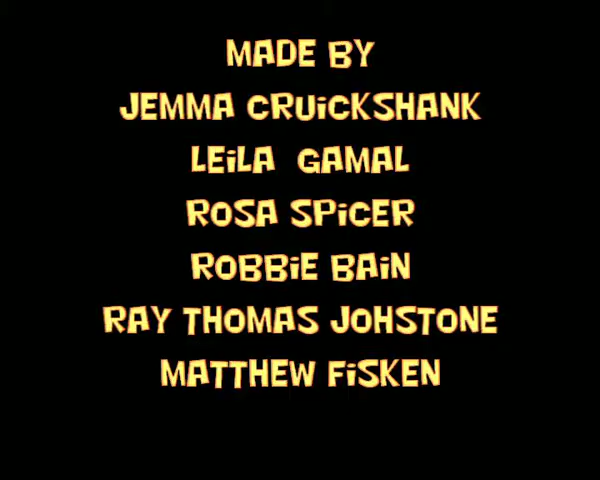 MADE BY
JEMMA CRUiCKSHANK
LEiLA GAMAL
ROSA SPiCER
ROBBiE BAiN
RAY THOMAS JOHSTONE
MATTHEW FiSKEN